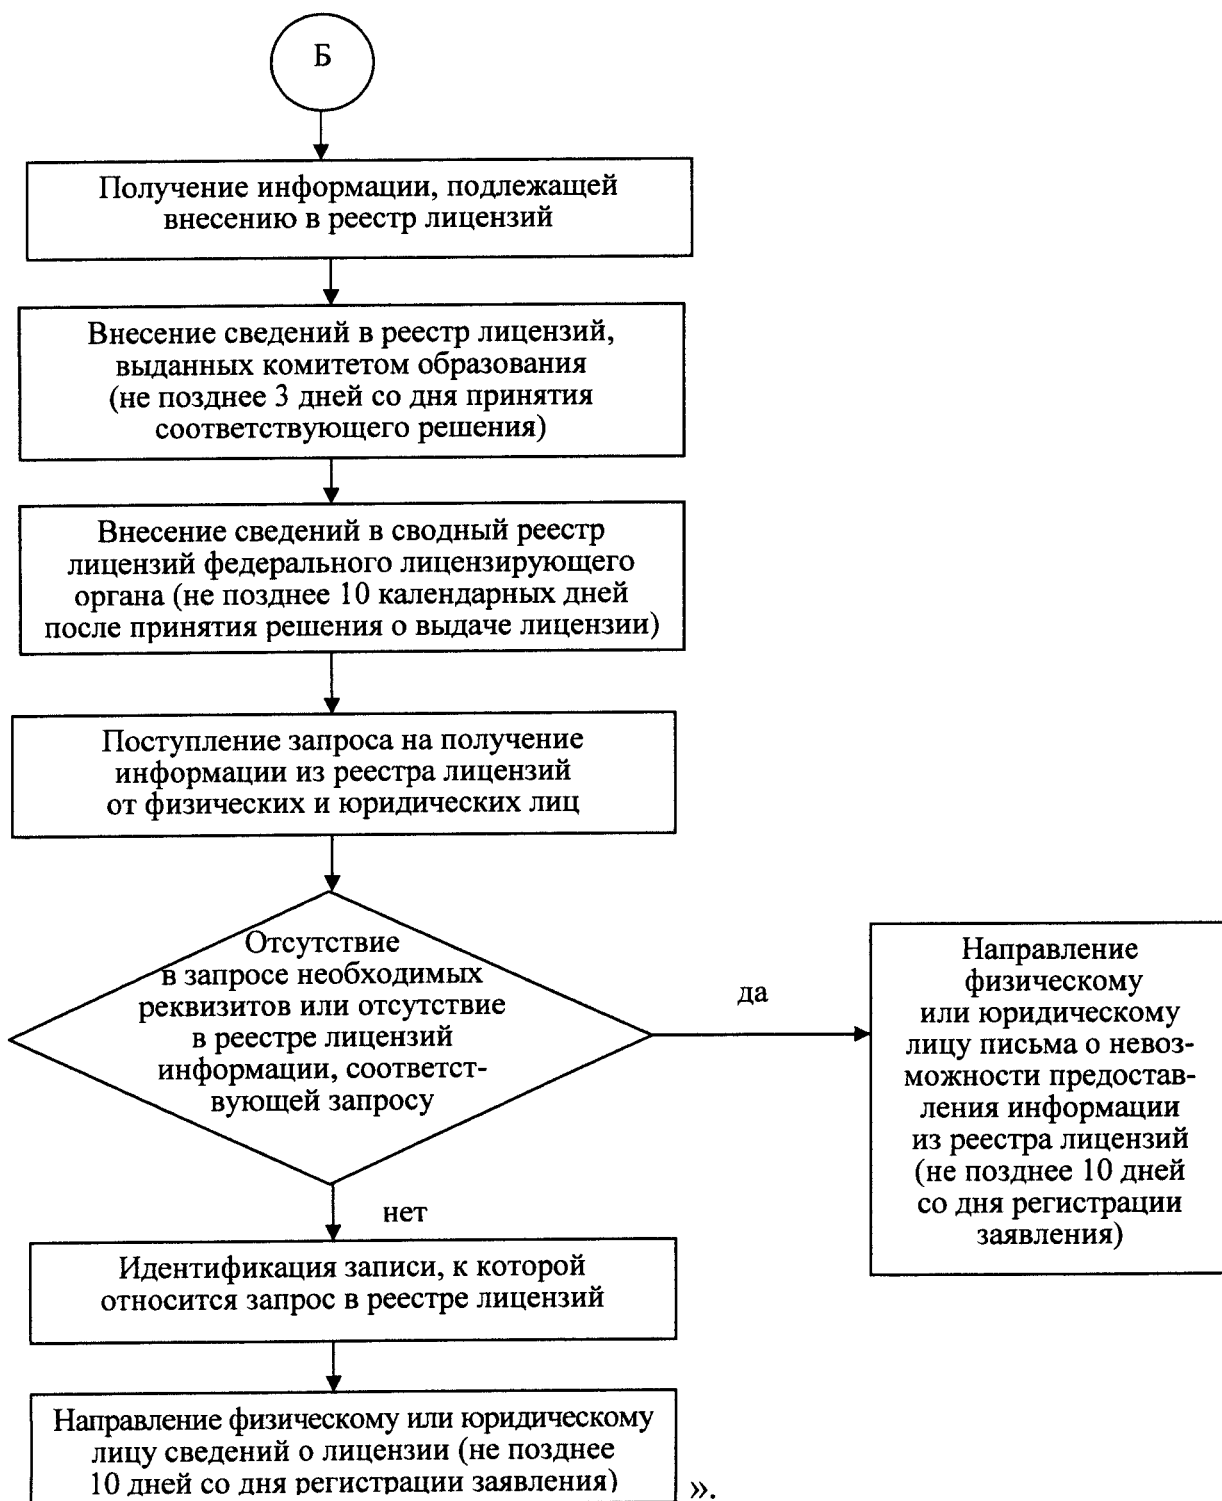 Б
Получение информации, подлежащей
внесению в реестр лицензий
Внесение сведений в реестр лицензий,
выданных комитетом образования
(не позднее 3 дней со дня принятия
соответствующего решения)
Внесение сведений в сводный реестр
лицензий федерального лицензирующего
органа (не позднее 10 календарных дней
после принятия решения о выдаче лицензии)
Поступление запроса на получение
информации из реестра лицензий
от физических и юридических лиц
Отсутствие
в запросе необходимых
реквизитов или отсутствие
в реестре лицензий
информации, соответст-
вующей запросу
да
Направление
физическому
или юридическому
лицу письма о невоз-
можности предостав-
ления информации
из реестра лицензий
(не позднее 10 дней
со дня регистрации
заявления)
нет
Идентификация записи, к которой
относится запрос в реестре лицензий
Направление физическому или юридическому
лицу сведений о лицензии (не позднее
10 дней со дня регистрации заявления)
».